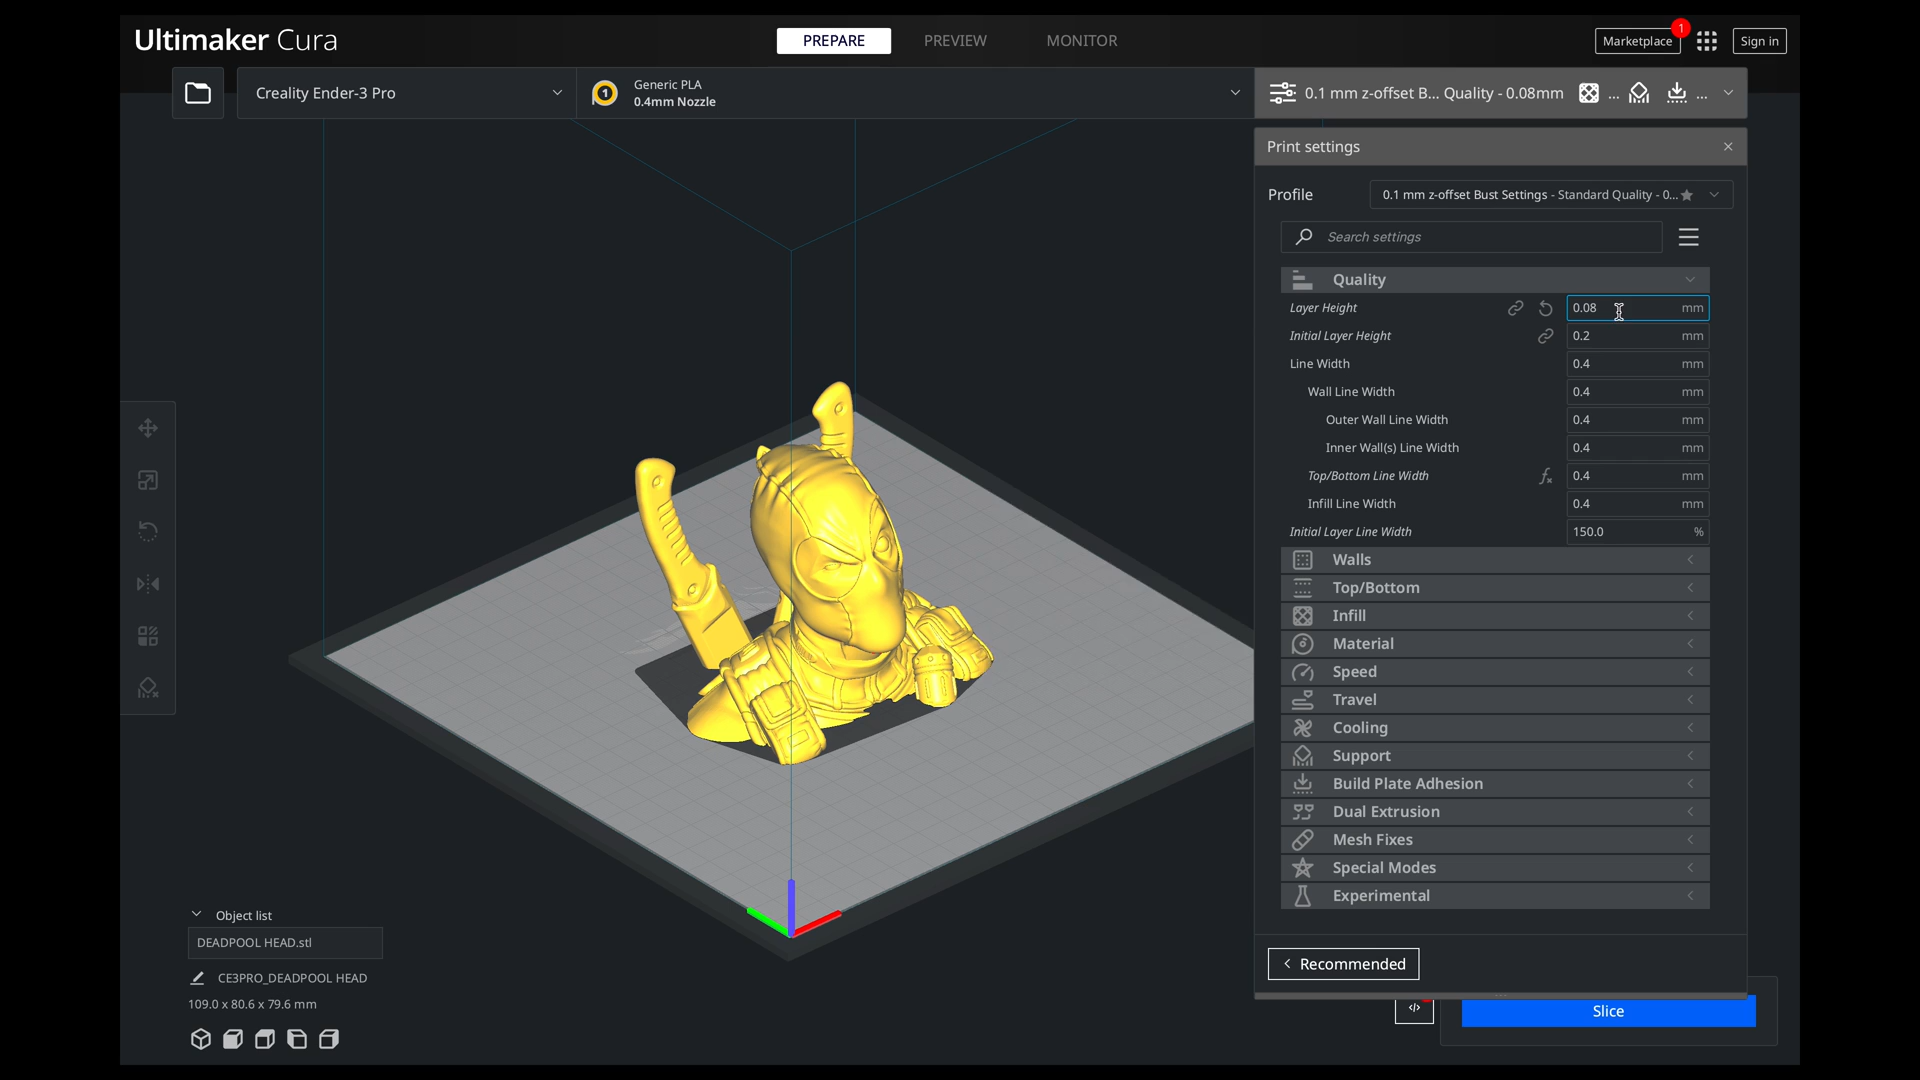 Ultimaker Cura
PREPARE
PREVIEW
MONITOR
Marketplace
1
Sign in
Creality Ender-3 Pro
1
Generic PLA
0.4mm Nozzle
0.1 mm z-offset B... Quality - 0.08mm
...
...
Print settings
Profile
0.1 mm z-offset Bust Settings - Standard Quality - 0...
Search settings
Quality
Layer Height 0.08 mm
Initial Layer Height 0.2 mm
Line Width 0.4 mm
Wall Line Width 0.4 mm
Outer Wall Line Width 0.4 mm
Inner Wall(s) Line Width 0.4 mm
Top/Bottom Line Width fx 0.4 mm
Infill Line Width 0.4 mm
Initial Layer Line Width 150.0 %
Walls
Top/Bottom
Infill
Material
Speed
Travel
Cooling
Support
Build Plate Adhesion
Dual Extrusion
Mesh Fixes
Special Modes
Experimental
Recommended
Slice
Object list
DEADPOOL HEAD.stl
CE3PRO_DEADPOOL HEAD
109.0 x 80.6 x 79.6 mm